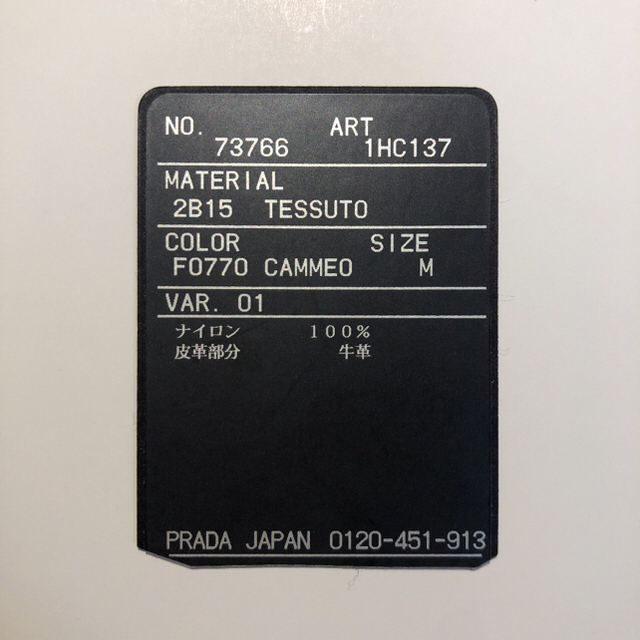 NO. ART
73766 1HC137
MATERIAL
2B15 TESSUTO
COLOR SIZE
F0770 CAMMEO M
VAR. 01
ナイロン 100%
皮革部分 牛革
PRADA JAPAN 0120-451-913